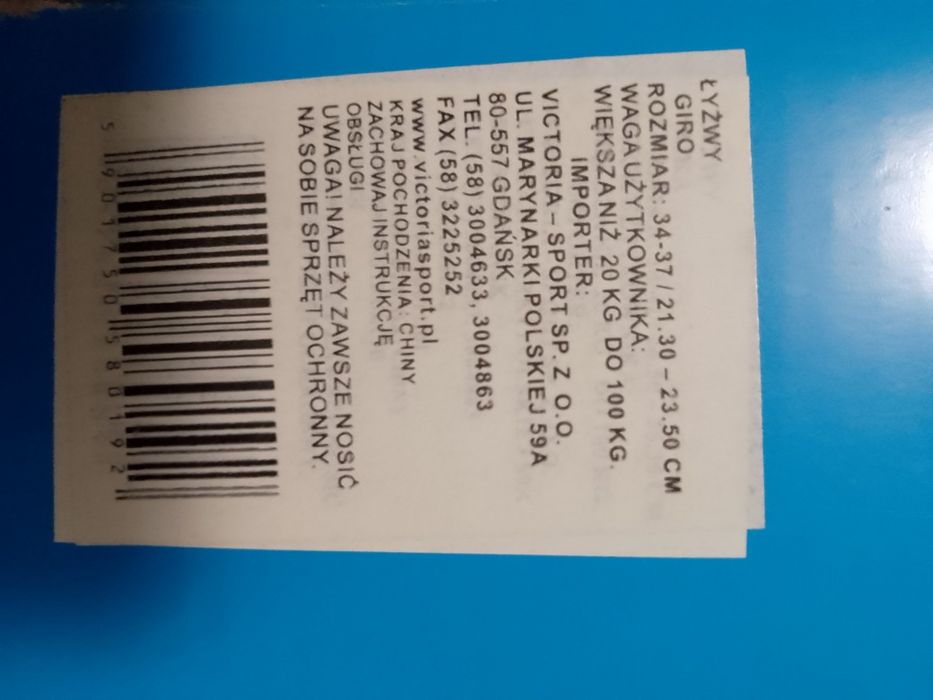 ŁYŻWY
GIRO
ROZMIAR: 34-37 / 21.30 – 23.50 CM
WAGA UŻYTKOWNIKA:
WIĘKSZA NIŻ 20 KG DO 100 KG.
IMPORTER:
VICTORIA – SPORT SP. Z O.O.
UL. MARYNARKI POLSKIEJ 59A
80-557 GDAŃSK
TEL. (58) 3004633, 3004863
FAX (58) 3225252
www.victoriasport.pl
KRAJ POCHODZENIA: CHINY
ZACHOWAJ INSTRUKCJĘ
OBSŁUGI
UWAGA! NALEŻY ZAWSZE NOSIĆ
NA SOBIE SPRZĘT OCHRONNY.
5 901750 580192